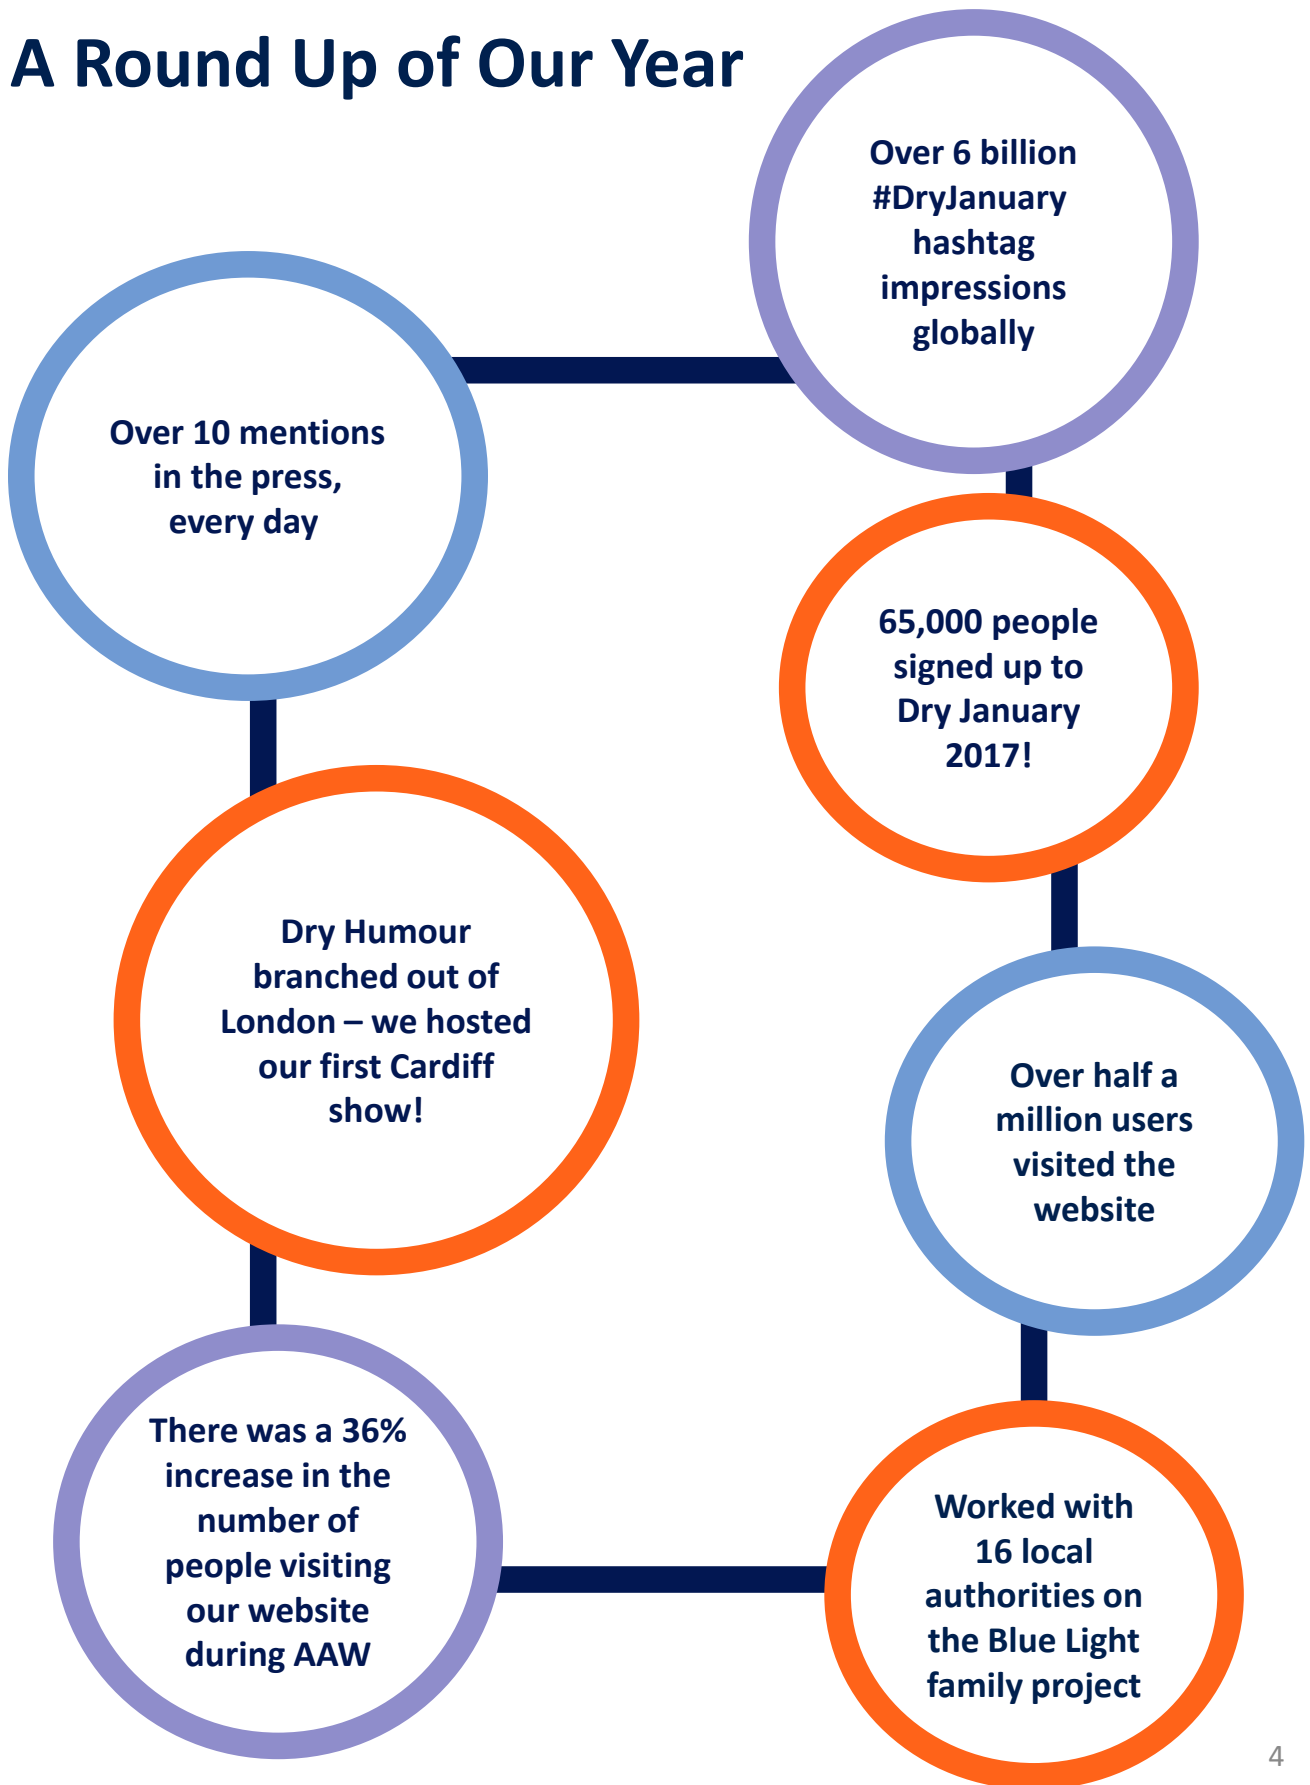 A Round Up of Our Year
Over 6 billion
#DryJanuary
hashtag
impressions
globally
Over 10 mentions
in the press,
every day
65,000 people
signed up to
Dry January
2017!
Dry Humour
branched out of
London – we hosted
our first Cardiff
show!
Over half a
million users
visited the
website
There was a 36%
increase in the
number of
people visiting
our website
during AAW
Worked with
16 local
authorities on
the Blue Light
family project
4